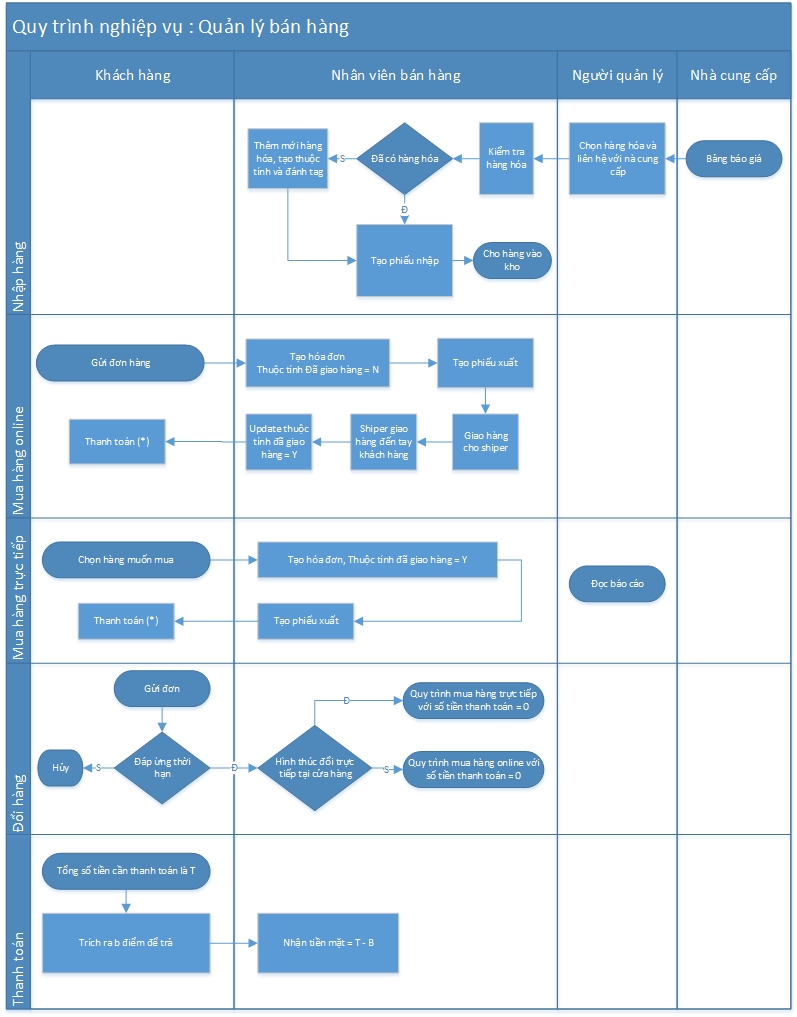 Quy trình nghiệp vụ : Quản lý bán hàng
Khách hàng
Nhân viên bán hàng
Người quản lý
Nhà cung cấp
Nhập hàng
Thêm mới hàng
hóa, tạo thuộc
tính và đánh tag
S
Đã có hàng hóa
Kiểm tra
hàng hóa
Chọn hàng hóa và
liên hệ với nà cung
cấp
Bảng báo giá
Đ
Tạo phiếu nhập
Cho hàng vào
kho
Mua hàng online
Gửi đơn hàng
Tạo hóa đơn
Thuộc tính Đã giao hàng = N
Tạo phiếu xuất
Thanh toán (*)
Update thuộc
tính đã giao
hàng = Y
Shiper giao
hàng đến tay
khách hàng
Giao hàng
cho shiper
Mua hàng trực tiếp
Chọn hàng muốn mua
Tạo hóa đơn, Thuộc tính đã giao hàng = Y
Đọc báo cáo
Thanh toán (*)
Tạo phiếu xuất
Đổi hàng
Gửi đơn
Đ
Quy trình mua hàng trực tiếp
với số tiền thanh toán = 0
Hủy
S
Đáp ứng thời
hạn
Đ
Hình thúc đổi trực
tiếp tại cửa hàng
S
Quy trình mua hàng online với
số tiền thanh toán = 0
Thanh toán
Tổng số tiền cần thanh toán là T
Trích ra b điểm để trả
Nhận tiền mặt = T - B